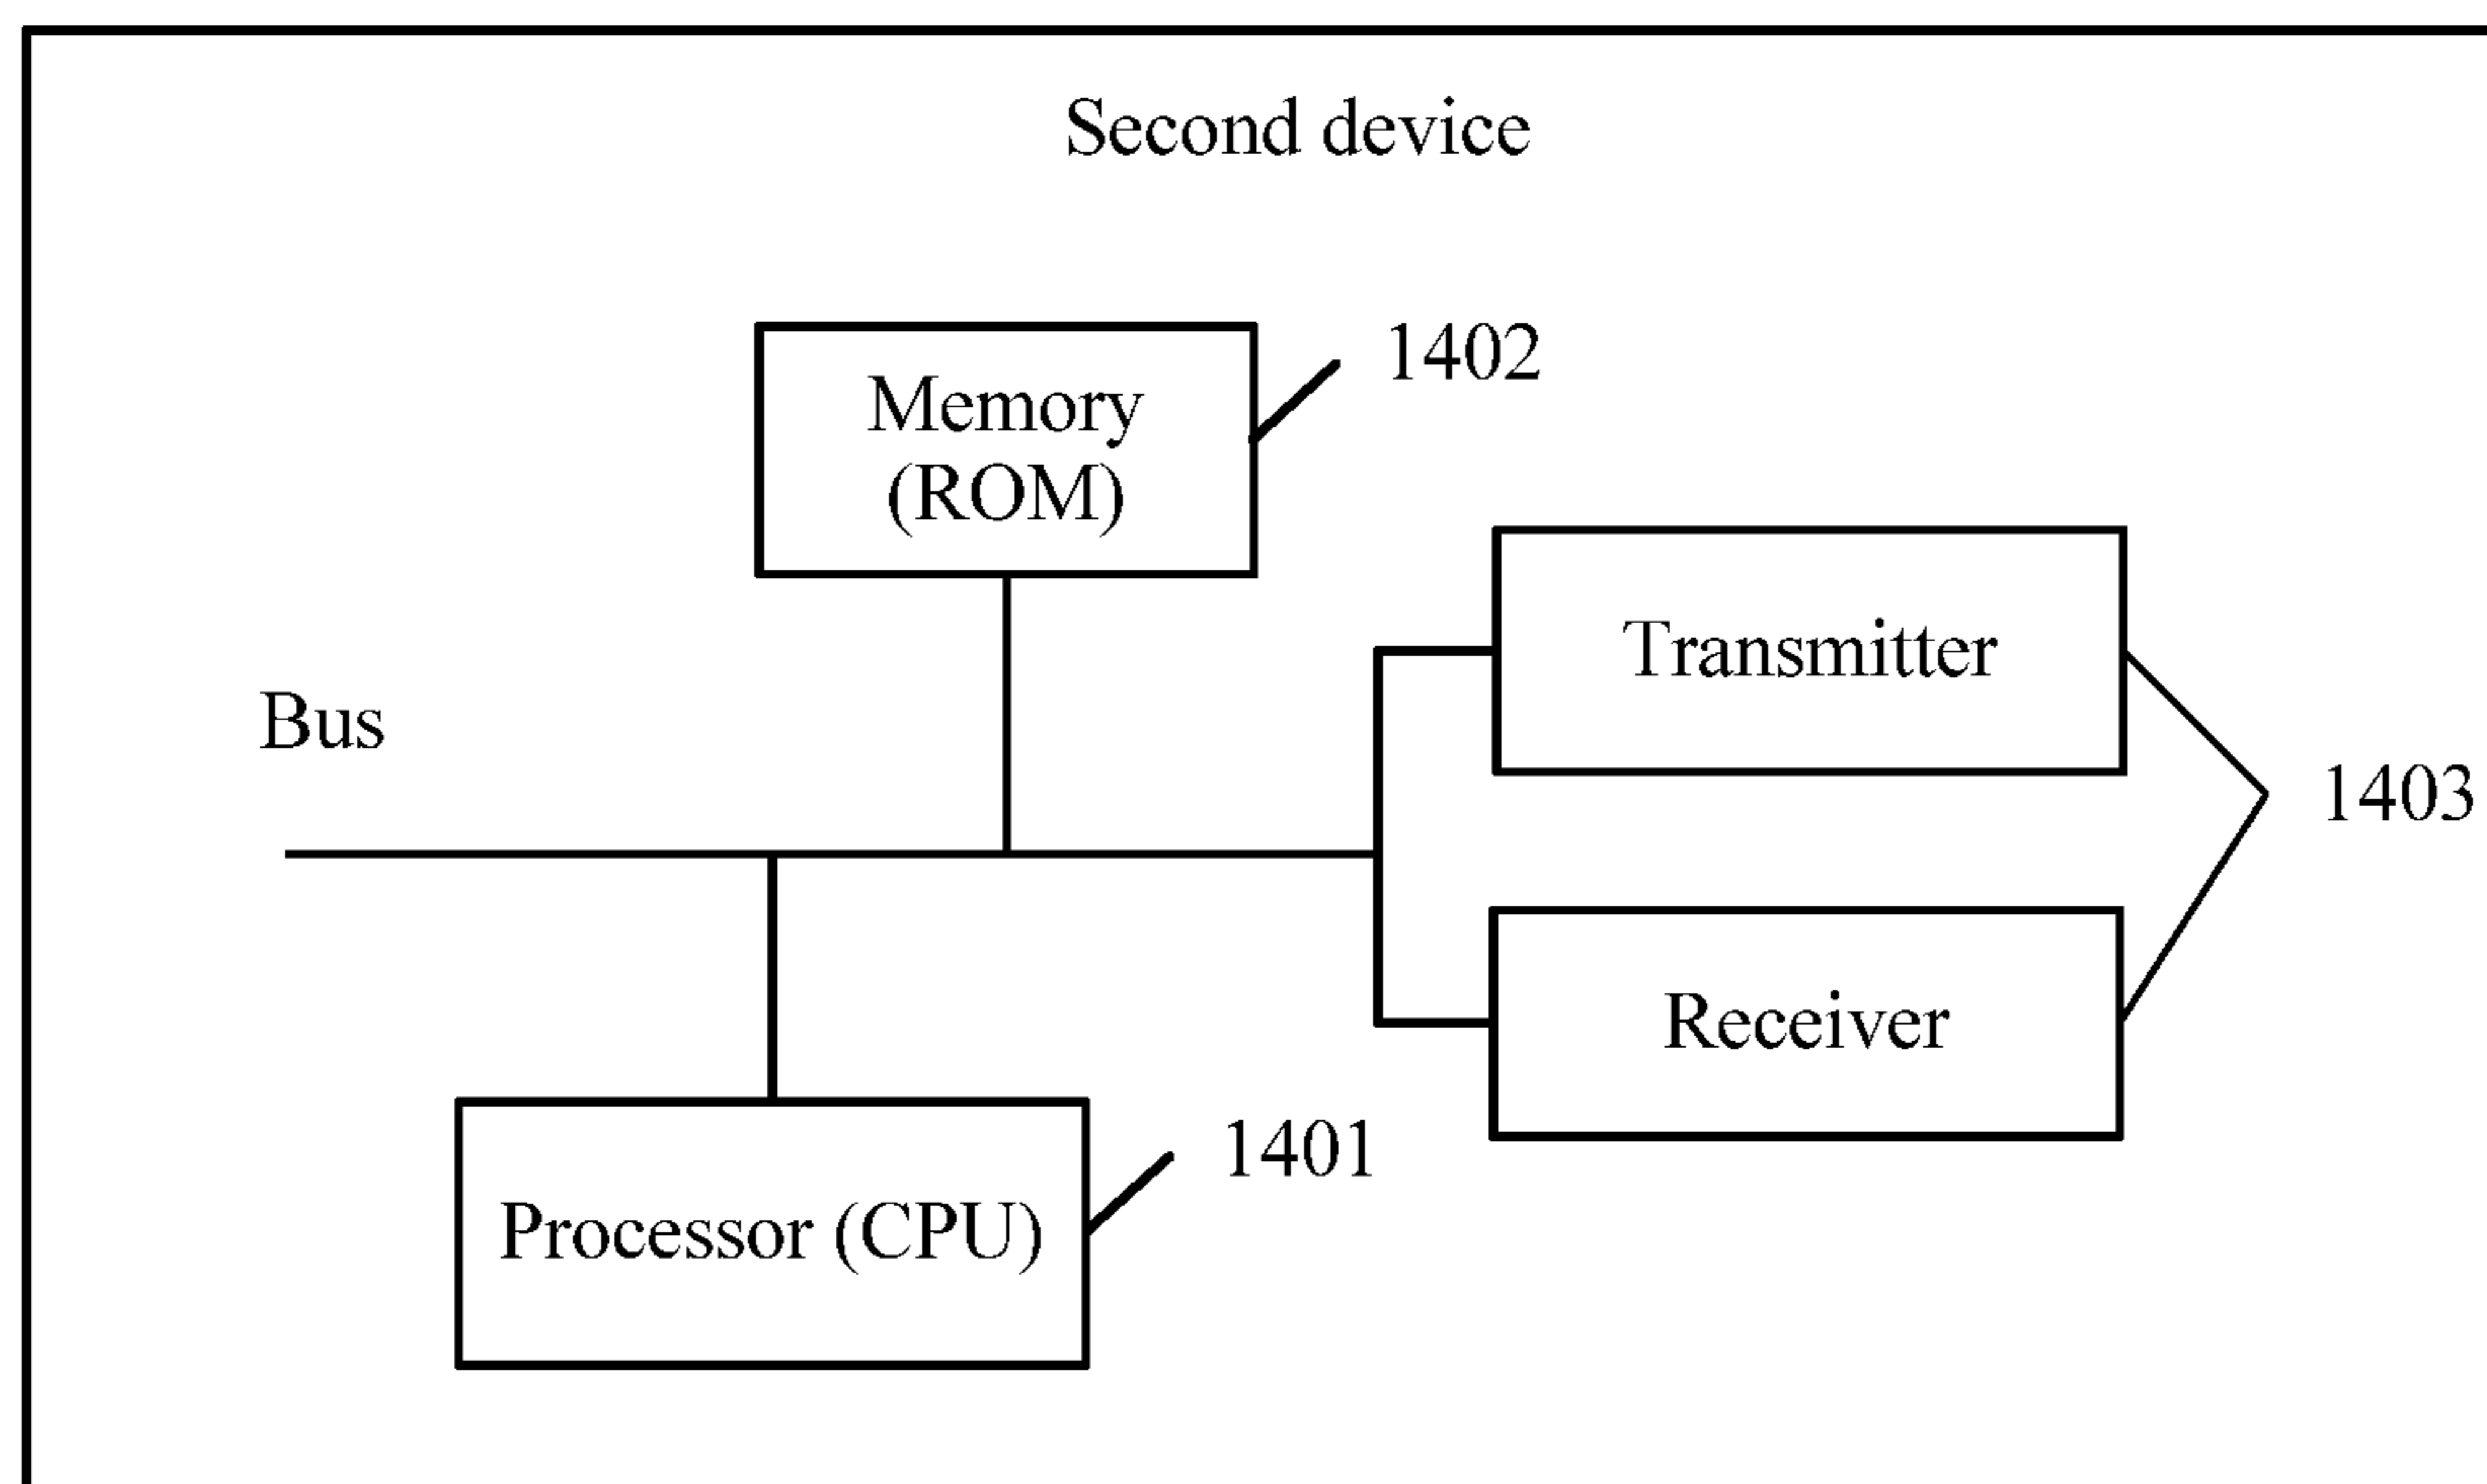 Second device
1402
Memory
(ROM)
Transmitter
Bus
1403
Receiver
1401
Processor (CPU)